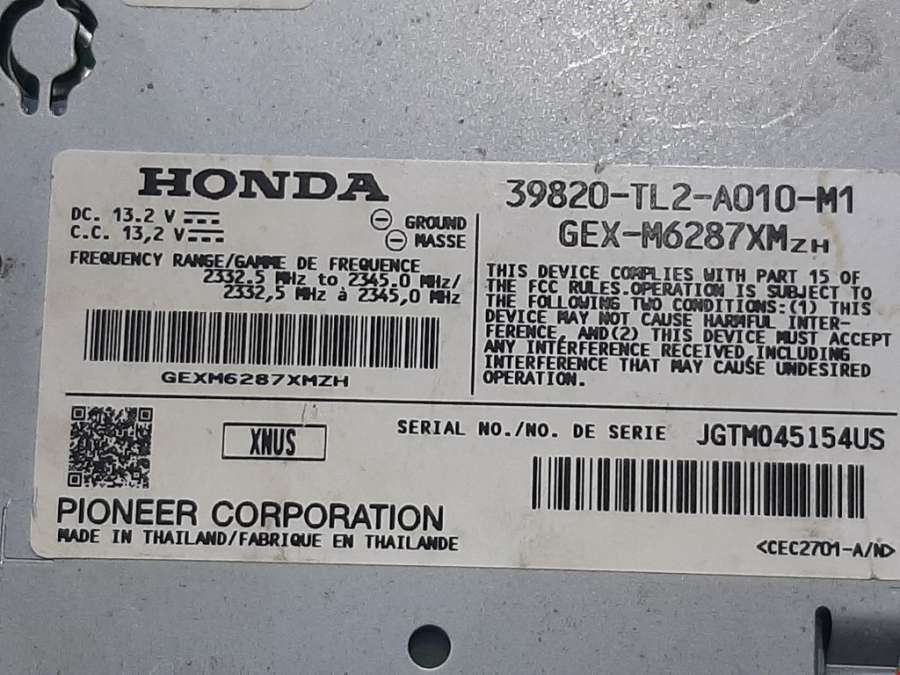 HONDA
DC. 13.2 V
C.C. 13,2 V
GROUND
MASSE
FREQUENCY RANGE/GAMME DE FREQUENCE
2332.5 MHz to 2345.0 MHz/
2332,5 MHz à 2345,0 MHz
GEXM6287XMZH
39820-TL2-A010-M1
GEX-M6287XMZH
THIS DEVICE COMPLIES WITH PART 15 OF
THE FCC RULES.OPERATION IS SUBJECT TO
THE FOLLOWING TWO CONDITIONS:(1) THIS
DEVICE MAY NOT CAUSE HARMFUL INTER-
FERENCE, AND(2) THIS DEVICE MUST ACCEPT
ANY INTERFERENCE RECEIVED,INCLUDING
INTERFERENCE THAT MAY CAUSE UNDESIRED
OPERATION.
XNUS
SERIAL NO./NO. DE SERIE JGTM045154US
PIONEER CORPORATION
MADE IN THAILAND/FABRIQUE EN THAILANDE
<CEC2701-A/N>